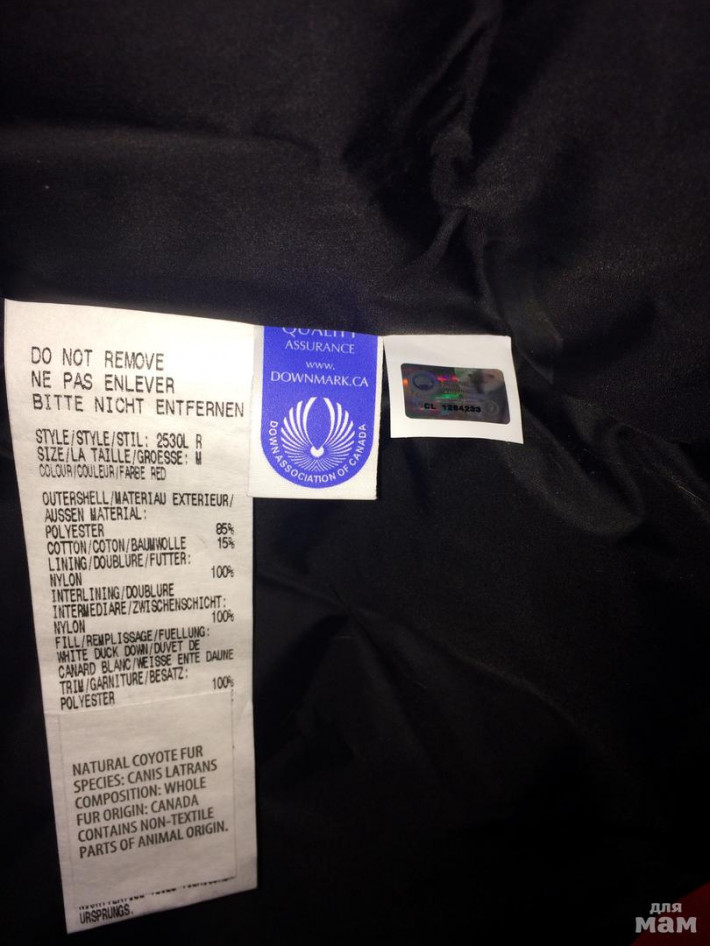 DO NOT REMOVE
NE PAS ENLEVER
BITTE NICHT ENTFERNEN
STYLE/STYLE/STIL: 2530L R
SIZE/LA TAILLE/GROESSE: M
COLOUR/COULEUR/FARBE RED
OUTERSHELL/MATERIAU EXTERIEUR/
AUSSEN MATERIAL:
POLYESTER 85%
COTTON/COTON/BAUMWOLLE 15%
LINING/DOUBLURE/FUTTER:
NYLON 100%
INTERLINING/DOUBLURE
INTERMEDIARE/ZWISCHENSCHICHT:
NYLON 100%
FILL/REMPLISSAGE/FUELLUNG:
WHITE DUCK DOWN/DUVET DE
CANARD BLANC/WEISSE ENTE DAUNE
TRIM/GARNITURE/BESATZ:
POLYESTER 100%
NATURAL COYOTE FUR
SPECIES: CANIS LATRANS
COMPOSITION: WHOLE
FUR ORIGIN: CANADA
CONTAINS NON-TEXTILE
PARTS OF ANIMAL ORIGIN.
URSPRUNGS.
QUALITY
ASSURANCE
www.
DOWNMARK.CA
DOWN ASSOCIATION OF CANADA
CL 1284233
для
мам